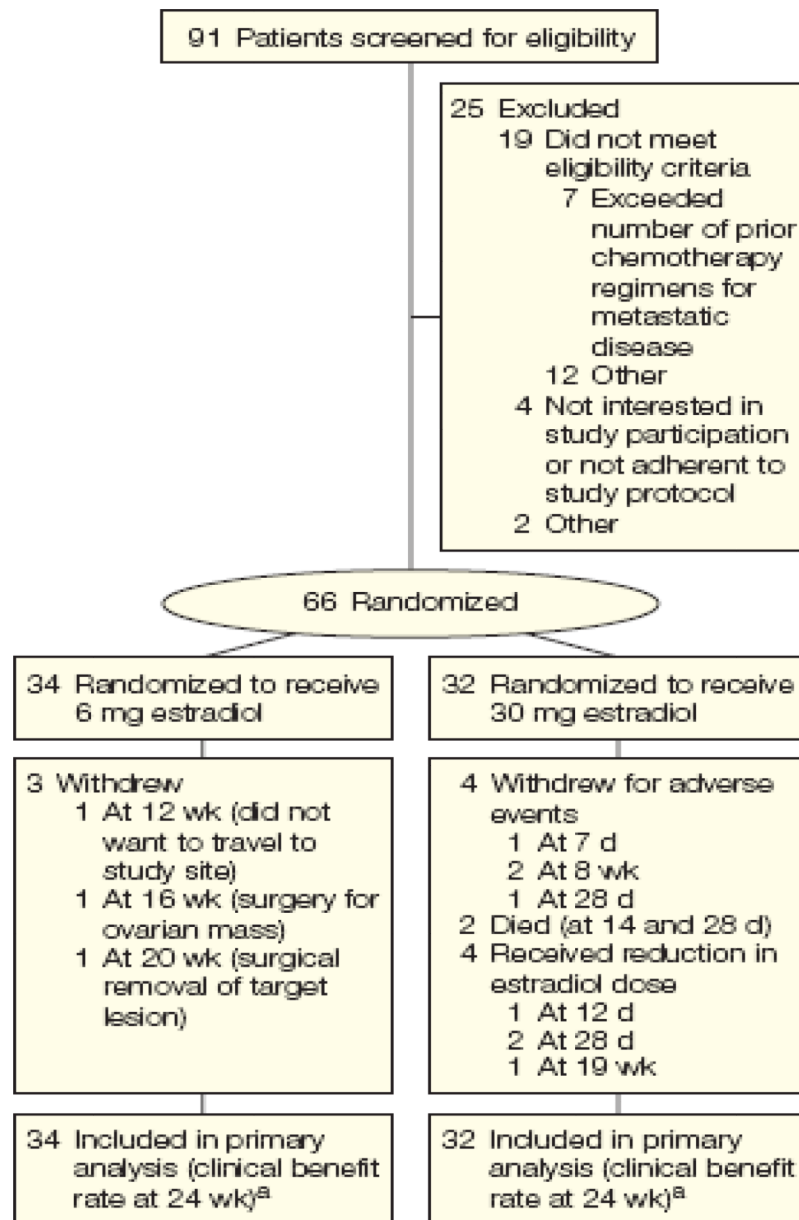 91 Patients screened for eligibility
25 Excluded
19 Did not meet
eligibility criteria
7 Exceeded
number of prior
chemotherapy
regimens for
metastatic
disease
12 Other
4 Not interested in
study participation
or not adherent to
study protocol
2 Other
66 Randomized
34 Randomized to receive
6 mg estradiol
32 Randomized to receive
30 mg estradiol
3 Withdrew
1 At 12 wk (did not
want to travel to
study site)
1 At 16 wk (surgery for
ovarian mass)
1 At 20 wk (surgical
removal of target
lesion)
4 Withdrew for adverse
events
1 At 7 d
2 At 8 wk
1 At 28 d
2 Died (at 14 and 28 d)
4 Received reduction in
estradiol dose
1 At 12 d
2 At 28 d
1 At 19 wk
34 Included in primary
analysis (clinical benefit
rate at 24 wk)a
32 Included in primary
analysis (clinical benefit
rate at 24 wk)a